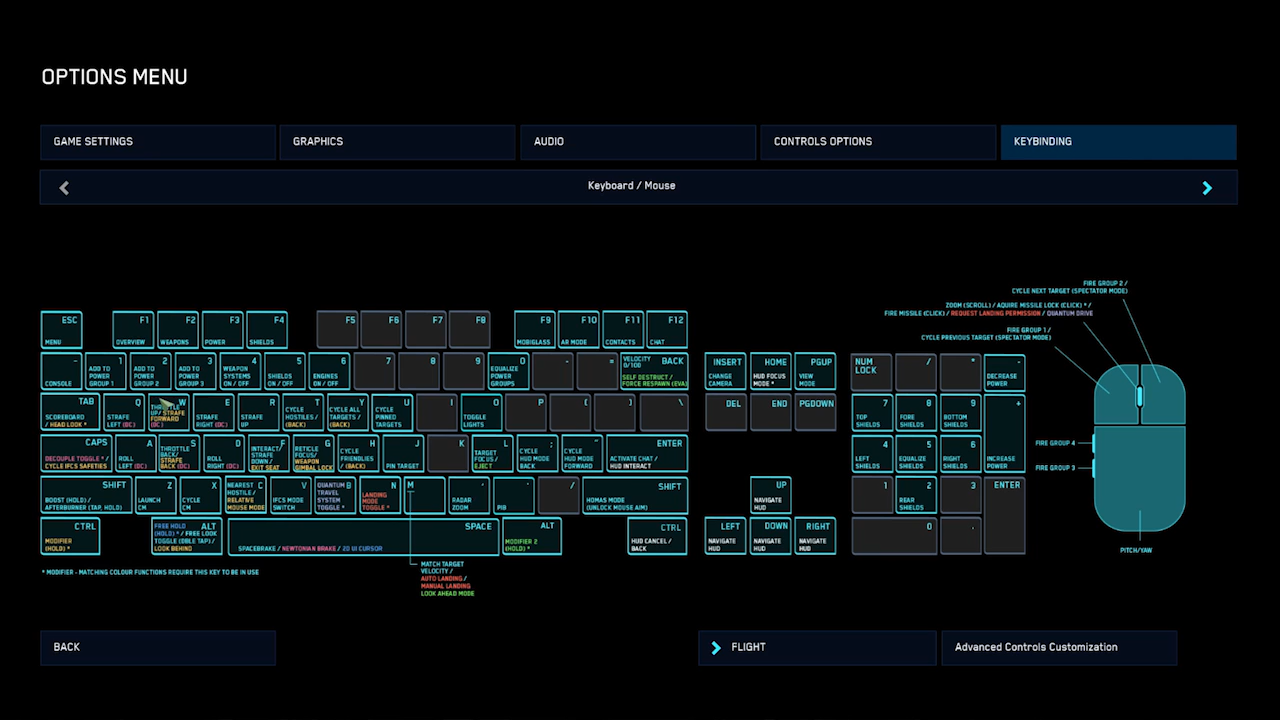 OPTIONS MENU
GAME SETTINGS
GRAPHICS
AUDIO
CONTROLS OPTIONS
KEYBINDING
Keyboard / Mouse
FIRE GROUP 2 /
CYCLE NEXT TARGET (SPECTATOR MODE)
ZOOM (SCROLL) / AQUIRE MISSILE LOCK (CLICK) * /
FIRE MISSILE (CLICK) / REQUEST LANDING PERMISSION / QUANTUM DRIVE
FIRE GROUP 1 /
CYCLE PREVIOUS TARGET (SPECTATOR MODE)
ESC
MENU
F1
OVERVIEW
F2
WEAPONS
F3
POWER
F4
SHIELDS
F5
F6
F7
F8
F9
MOBIGLASS
F10
AR MODE
F11
CONTACTS
F12
CHAT
~
CONSOLE
1
ADD TO
POWER
GROUP 1
2
ADD TO
POWER
GROUP 2
3
ADD TO
POWER
GROUP 3
4
WEAPON
SYSTEMS
ON / OFF
5
SHIELDS
ON / OFF
6
ENGINES
ON / OFF
7
8
9
0
EQUALIZE
POWER
GROUPS
-
=
VELOCITY BACK
0/100
SELF DESTRUCT /
FORCE RESPAWN (EVA)
INSERT
CHANGE
CAMERA
HOME
HUD FOCUS
MODE *
PGUP
VIEW
MODE
NUM
LOCK
/
*
-
DECREASE
POWER
TAB
SCOREBOARD
/ HEAD LOOK *
Q
STRAFE
LEFT (DC)
W
THROTTLE
UP/ STRAFE
FORWARD
(DC)
E
STRAFE
RIGHT (DC)
R
STRAFE
UP
T
CYCLE
HOSTILES /
(BACK)
Y
CYCLE ALL
TARGETS /
(BACK)
U
CYCLE
PINNED
TARGETS
I
O
TOGGLE
LIGHTS
P
[
]
\
DEL
END
PGDOWN
7
TOP
SHIELDS
8
FORE
SHIELDS
9
BOTTOM
SHIELDS
+
INCREASE
POWER
CAPS
DECOUPLE TOGGLE * /
CYCLE IFCS SAFETIES
A
ROLL
LEFT (DC)
S
THROTTLE
BACK/
STRAFE
BACK (DC)
D
ROLL
RIGHT (DC)
F
INTERACT/
STRAFE
DOWN /
EXIT SEAT
G
RETICLE
FOCUS /
WEAPON
GIMBAL LOCK
H
CYCLE
FRIENDLIES
/ (BACK)
J
PIN TARGET
K
L
TARGET
FOCUS /
EJECT
;
CYCLE
HUD MODE
BACK
"
CYCLE
HUD MODE
FORWARD
ENTER
ACTIVATE CHAT /
HUD INTERACT
4
LEFT
SHIELDS
5
EQUALIZE
SHIELDS
6
RIGHT
SHIELDS
FIRE GROUP 4
FIRE GROUP 3
SHIFT
BOOST (HOLD) /
AFTERBURNER (TAP, HOLD)
Z
LAUNCH
CM
X
CYCLE
CM
NEAREST C
HOSTILE /
RELATIVE
MOUSE MODE
V
IFCS MODE
SWITCH
QUANTUM B
TRAVEL
SYSTEM
TOGGLE *
N
LANDING
MODE
TOGGLE *
M
RADAR
ZOOM
PIB
/
SHIFT
HOMAS MODE
(UNLOCK MOUSE AIM)
UP
NAVIGATE
HUD
1
2
REAR
SHIELDS
3
ENTER
CTRL
MODIFIER
(HOLD) *
FREE HOLD ALT
(HOLD) * / FREE LOOK
TOGGLE (DBLE TAP) /
LOOK BEHIND
SPACE
SPACEBRAKE / NEWTONIAN BRAKE / 2D UI CURSOR
ALT
MODIFIER 2
(HOLD) *
CTRL
HUD CANCEL /
BACK
LEFT
NAVIGATE
HUD
DOWN
NAVIGATE
HUD
RIGHT
NAVIGATE
HUD
0
.
PITCH/YAW
* MODIFIER - MATCHING COLOUR FUNCTIONS REQUIRE THIS KEY TO BE IN USE
MATCH TARGET
VELOCITY /
AUTO LANDING /
MANUAL LANDING
LOOK AHEAD MODE
BACK
FLIGHT
Advanced Controls Customization